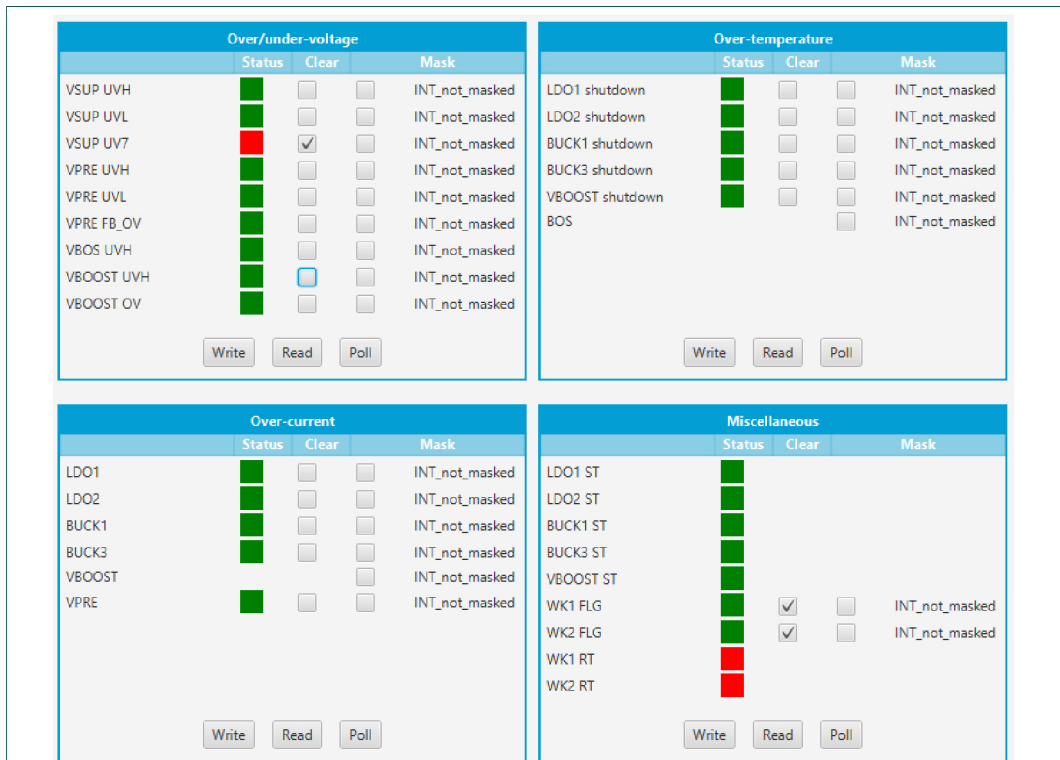 Over/under-voltage
Status Clear Mask
VSUP UVH INT_not_masked
VSUP UVL INT_not_masked
VSUP UV7 INT_not_masked
VPRE UVH INT_not_masked
VPRE UVL INT_not_masked
VPRE FB_OV INT_not_masked
VBOS UVH INT_not_masked
VBOOST UVH INT_not_masked
VBOOST OV INT_not_masked
Write Read Poll
Over-temperature
Status Clear Mask
LDO1 shutdown INT_not_masked
LDO2 shutdown INT_not_masked
BUCK1 shutdown INT_not_masked
BUCK3 shutdown INT_not_masked
VBOOST shutdown INT_not_masked
BOS INT_not_masked
Write Read Poll
Over-current
Status Clear Mask
LDO1 INT_not_masked
LDO2 INT_not_masked
BUCK1 INT_not_masked
BUCK3 INT_not_masked
VBOOST INT_not_masked
VPRE INT_not_masked
Write Read Poll
Miscellaneous
Status Clear Mask
LDO1 ST
LDO2 ST
BUCK1 ST
BUCK3 ST
VBOOST ST
WK1 FLG INT_not_masked
WK2 FLG INT_not_masked
WK1 RT
WK2 RT
Write Read Poll